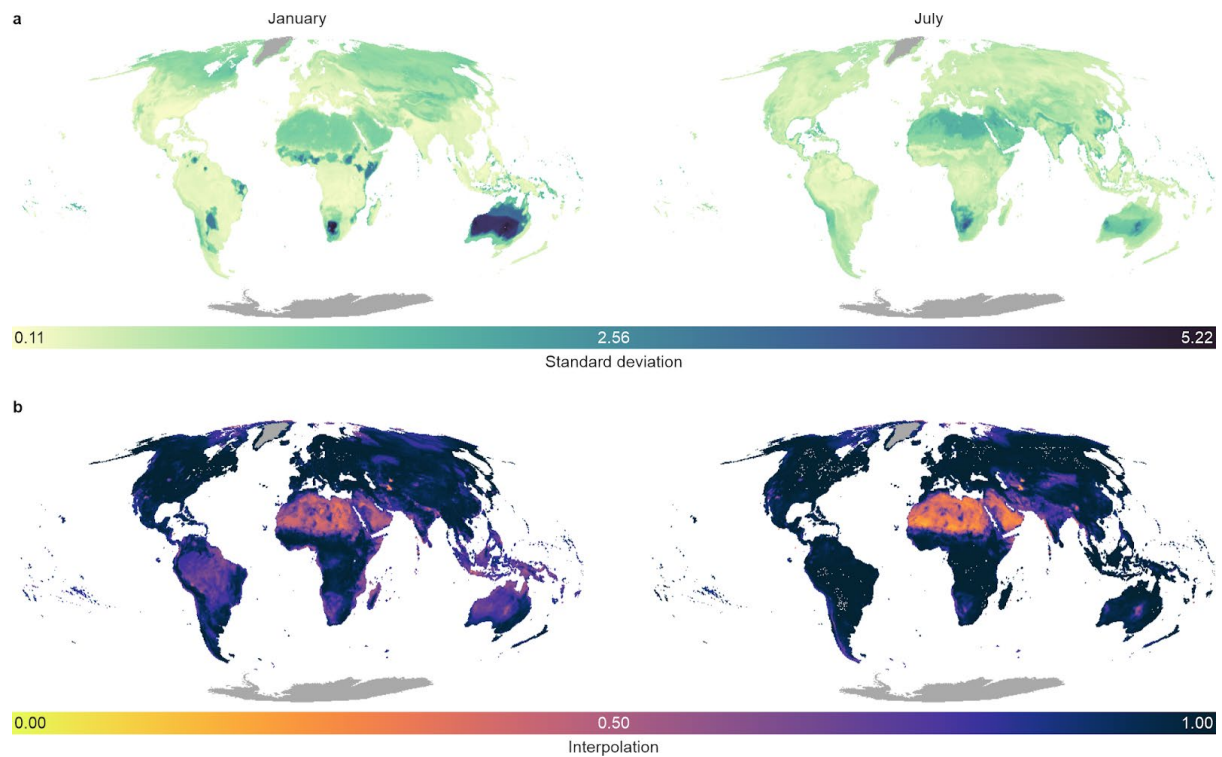 a
January
July
0.11
2.56
5.22
Standard deviation
b
0.00
0.50
1.00
Interpolation